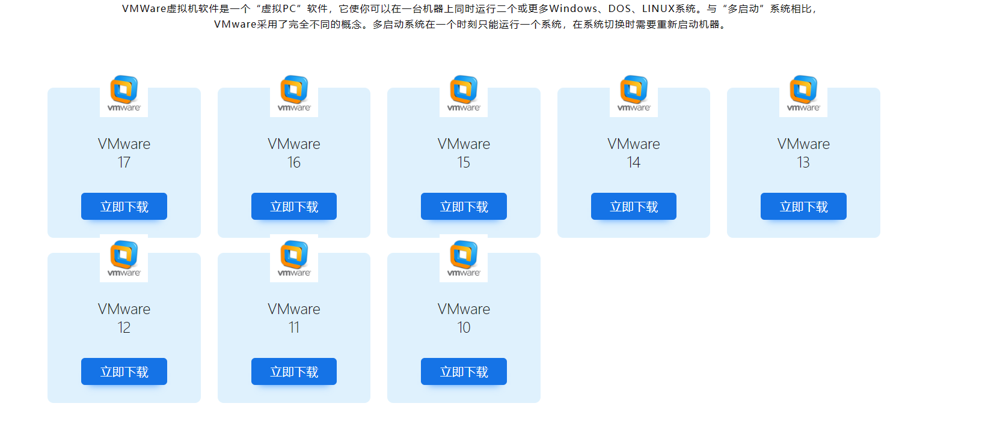 VMWare虚拟机软件是一个“虚拟PC”软件，它使你可以在一台机器上同时运行二个或更多Windows、DOS、LINUX系统。与“多启动”系统相比，
VMware采用了完全不同的概念。多启动系统在一个时刻只能运行一个系统，在系统切换时需要重新启动机器。
vmware
vmware
vmware
vmware
vmware
VMware
17
VMware
16
VMware
15
VMware
14
VMware
13
立即下载
立即下载
立即下载
立即下载
立即下载
vmware
vmware
vmware
VMware
12
VMware
11
VMware
10
立即下载
立即下载
立即下载